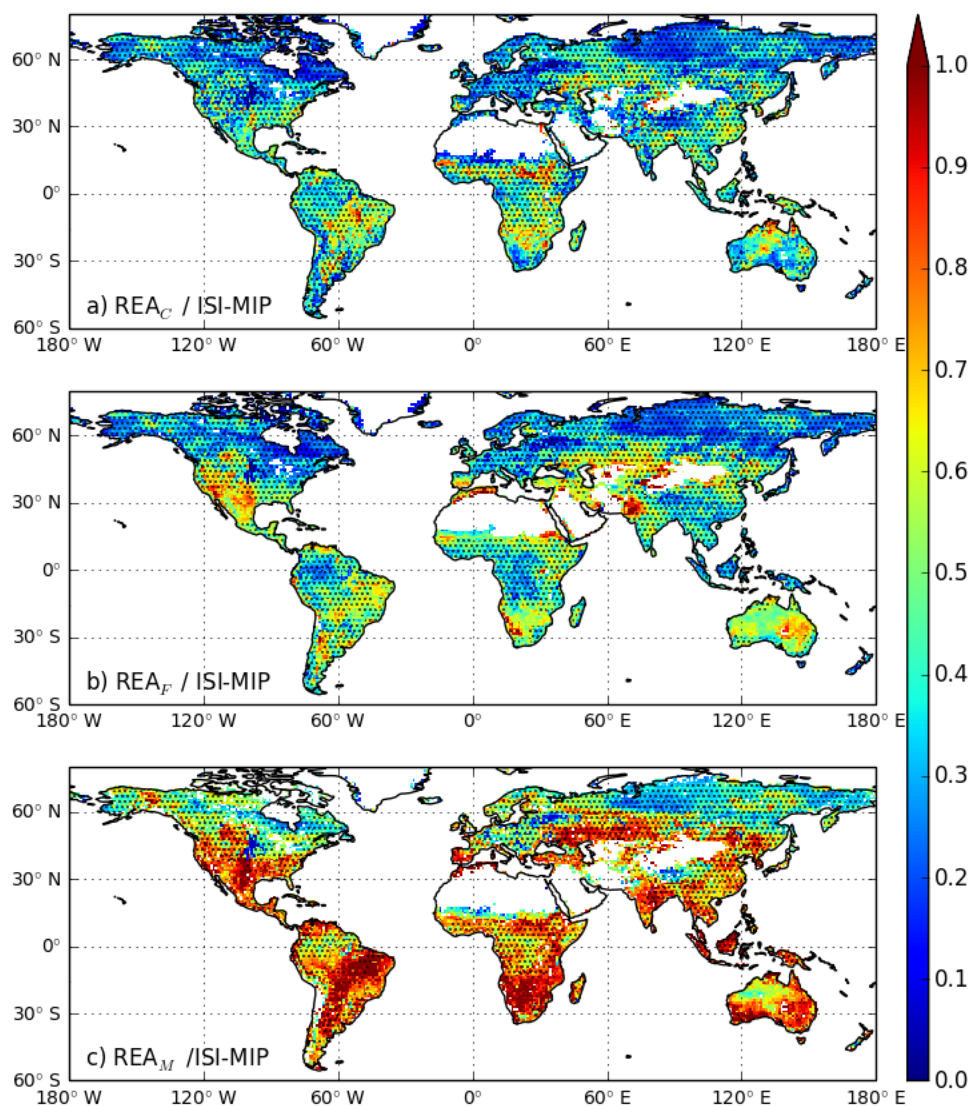 60° N
30° N
0°
30° S
60° S
a) REA_C / ISI-MIP
180° W 120° W 60° W 0° 60° E 120° E 180° E
60° N
30° N
0°
30° S
60° S
b) REA_F / ISI-MIP
180° W 120° W 60° W 0° 60° E 120° E 180° E
60° N
30° N
0°
30° S
60° S
c) REA_M /ISI-MIP
180° W 120° W 60° W 0° 60° E 120° E 180° E
1.0
0.9
0.8
0.7
0.6
0.5
0.4
0.3
0.2
0.1
0.0